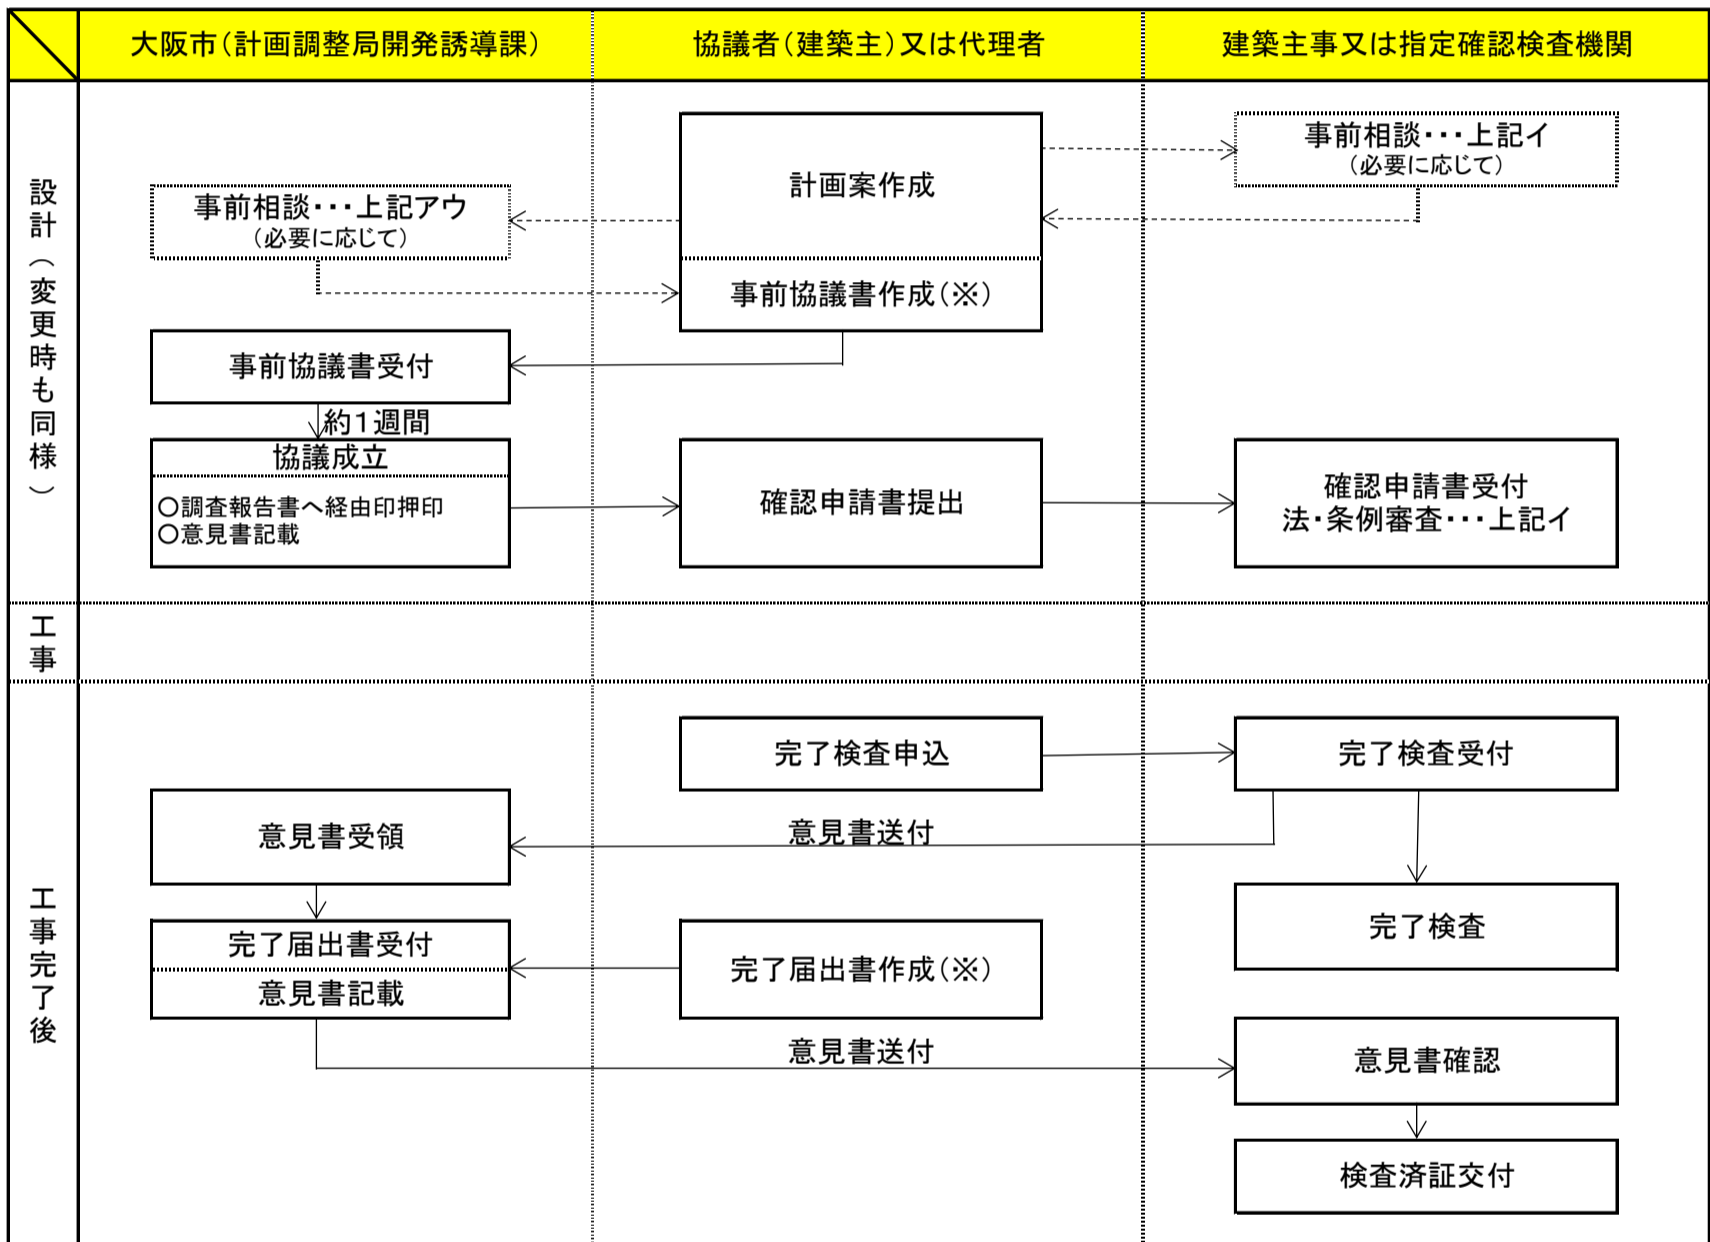 大阪市（計画調整局開発誘導課）
協議者（建築主）又は代理者
建築主事又は指定確認検査機関
設計（変更時も同様）
計画案作成
事前相談・・・上記イ
（必要に応じて）
事前相談・・・上記アウ
（必要に応じて）
事前協議書作成（※）
事前協議書受付
約１週間
協議成立
○調査報告書へ経由印押印
○意見書記載
確認申請書提出
確認申請書受付
法・条例審査・・・上記イ
工事
工事完了後
完了検査申込
完了検査受付
意見書受領
意見書送付
完了検査
完了届出書受付
意見書記載
完了届出書作成（※）
意見書送付
意見書確認
検査済証交付